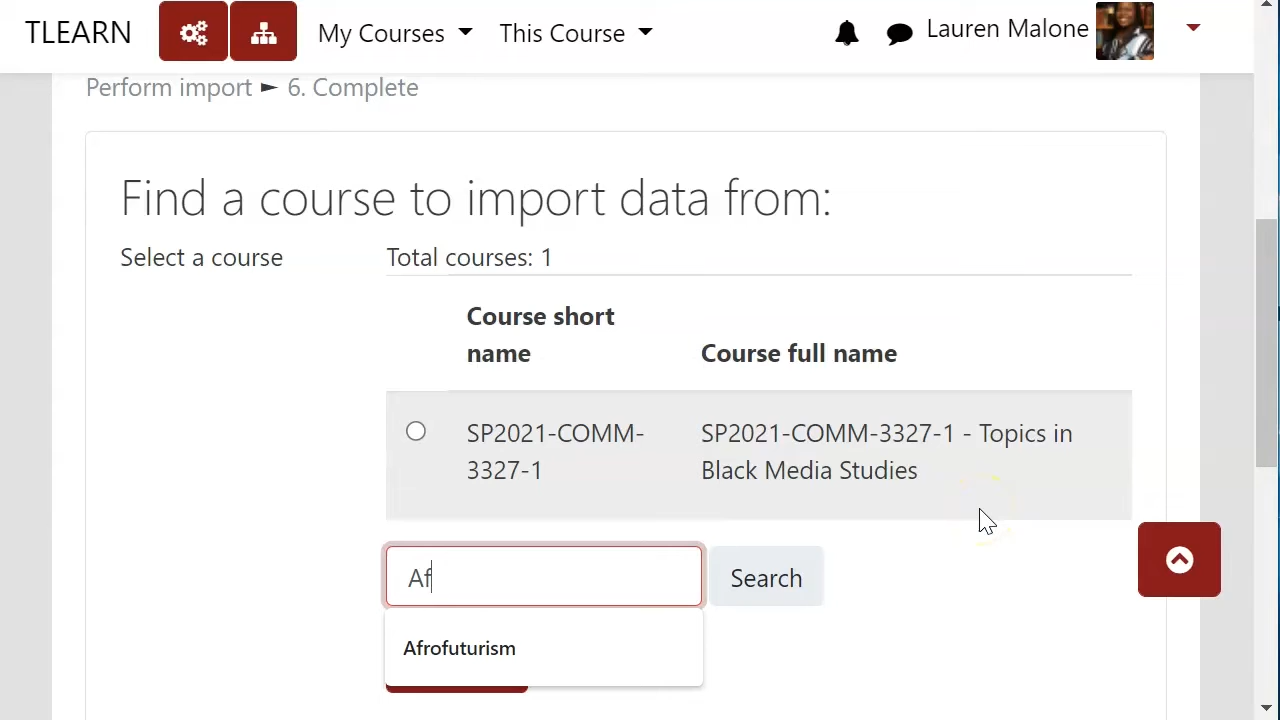 TLEARN My Courses This Course Lauren Malone
Perform import ► 6. Complete
Find a course to import data from:
Select a course Total courses: 1
Course short
name Course full name
SP2021-COMM- SP2021-COMM-3327-1 - Topics in
3327-1 Black Media Studies
Af Search
Afrofuturism